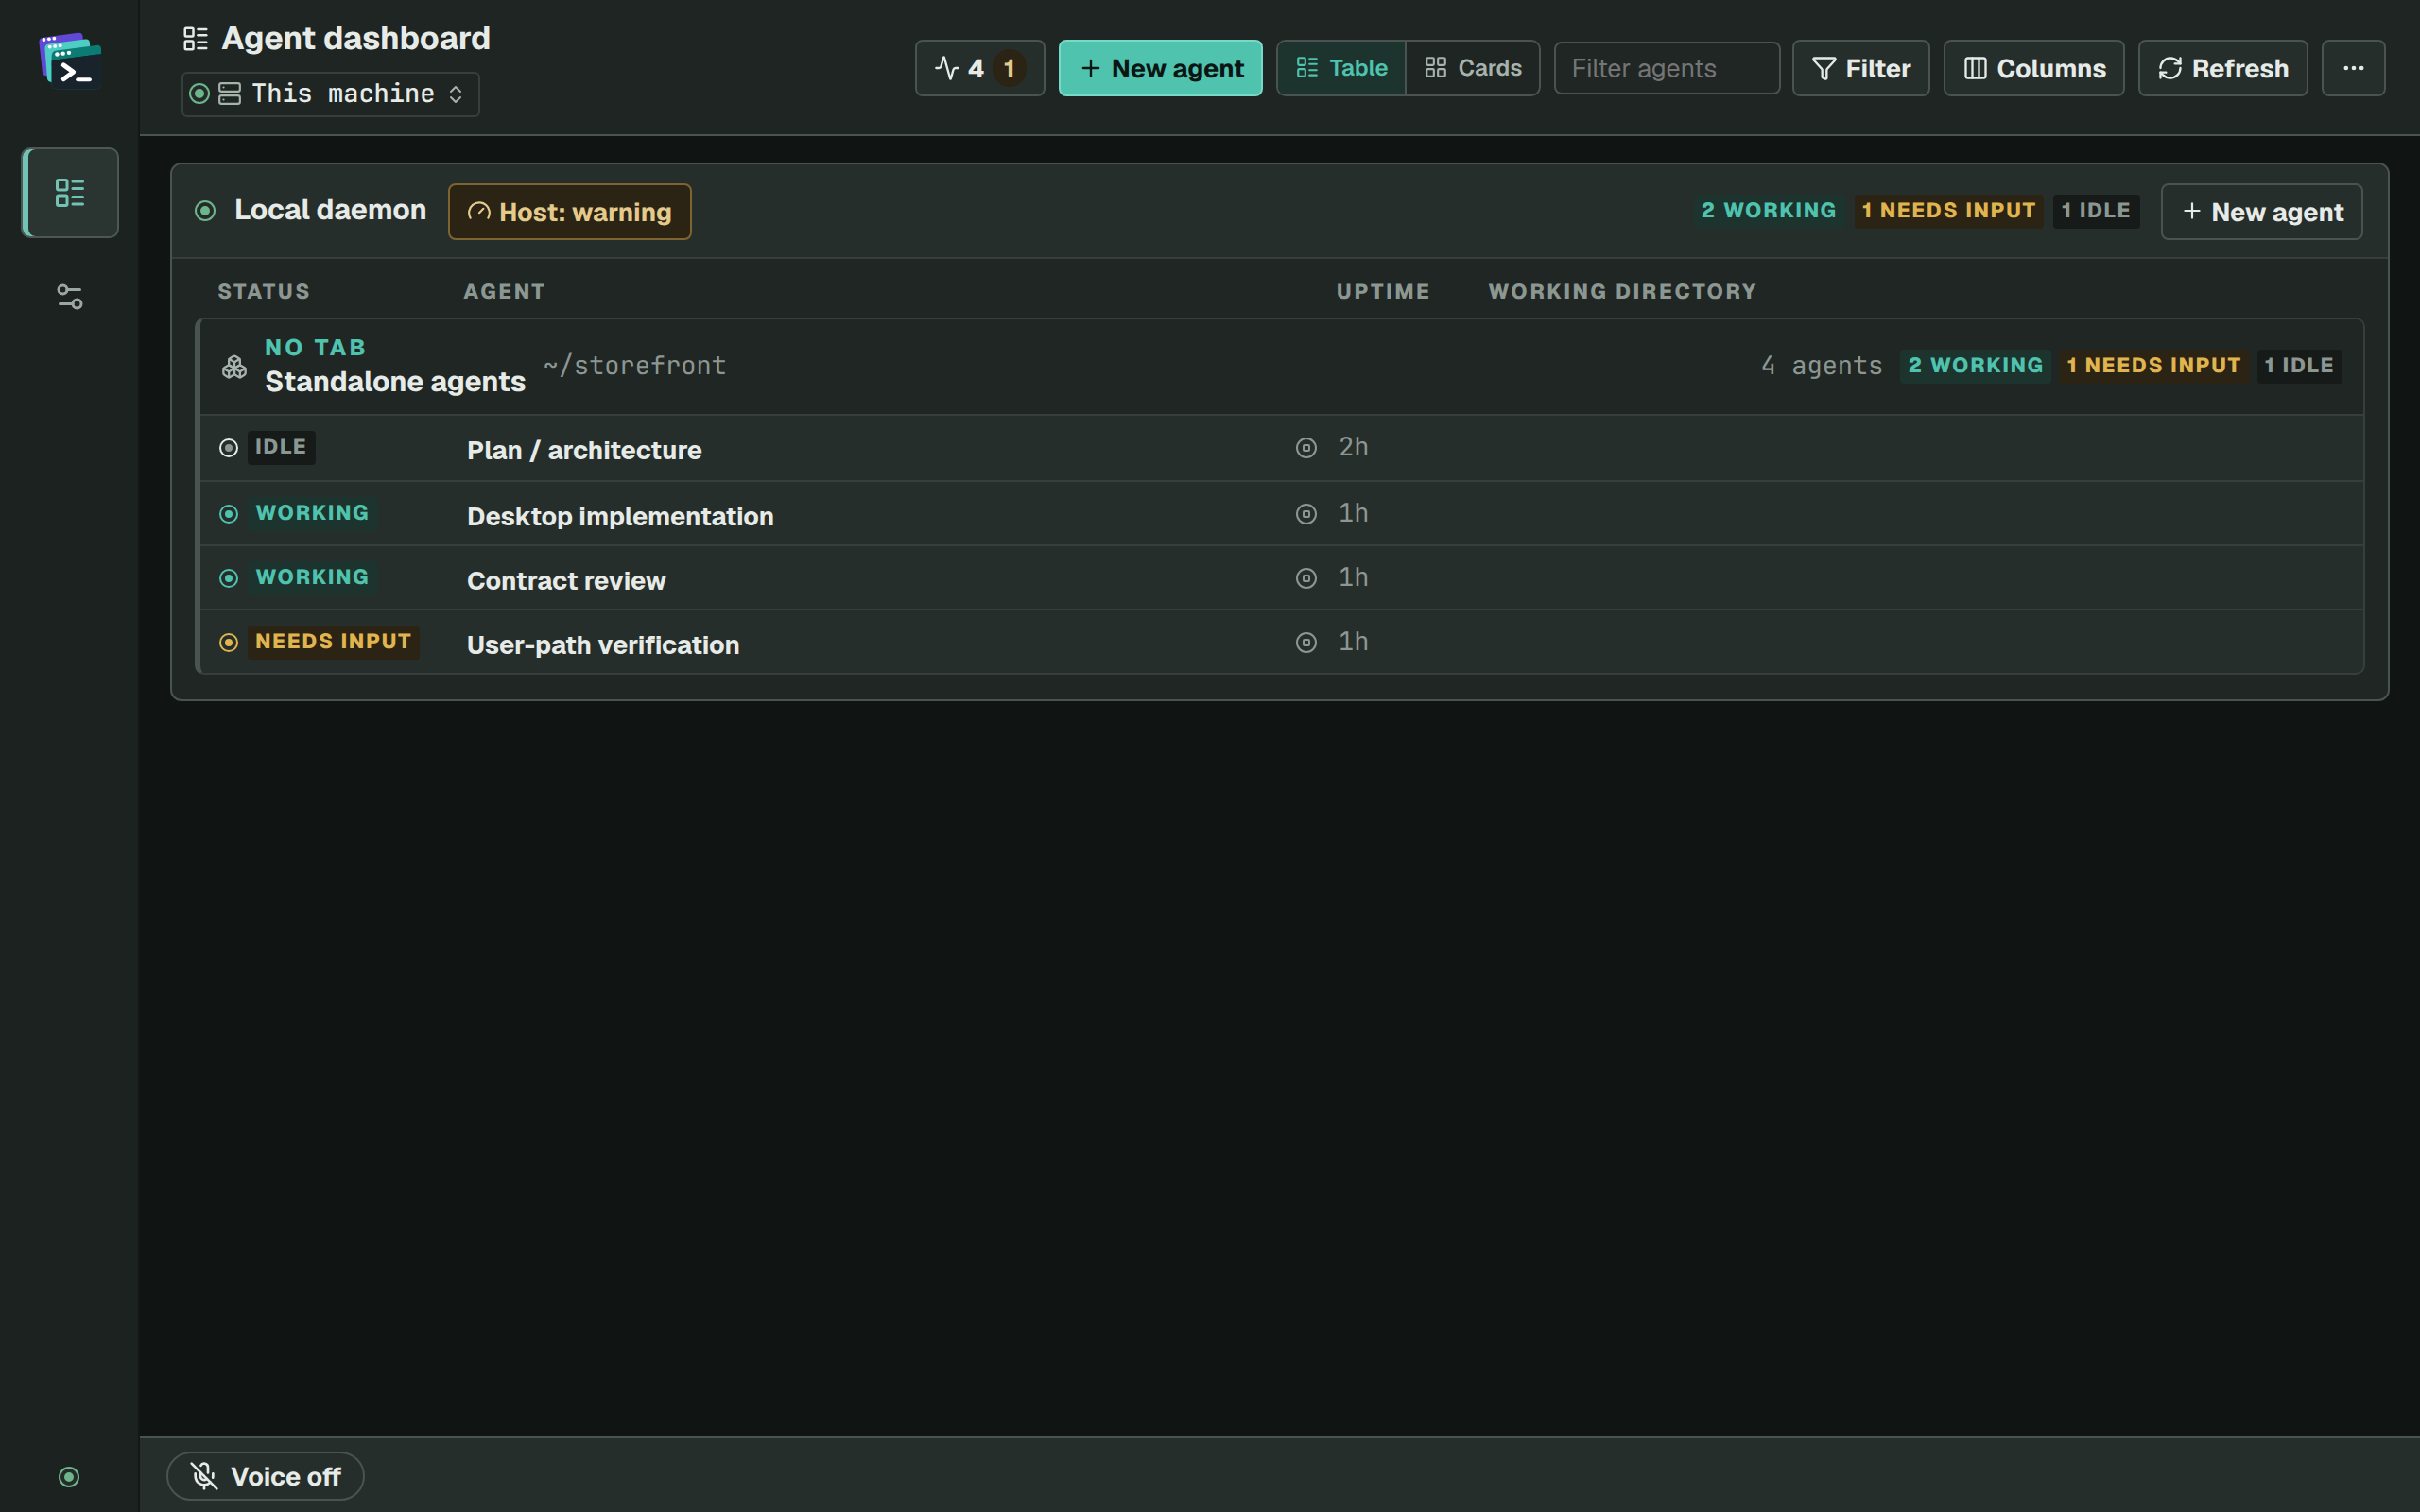 Agent dashboard
This machine
4 1
New agent
Table
Cards
Filter agents
Filter
Columns
Refresh
Local daemon
Host: warning
2 WORKING
1 NEEDS INPUT
1 IDLE
New agent
STATUS
AGENT
UPTIME
WORKING DIRECTORY
NO TAB
Standalone agents
~/storefront
4 agents
2 WORKING
1 NEEDS INPUT
1 IDLE
IDLE
Plan / architecture
2h
WORKING
Desktop implementation
1h
WORKING
Contract review
1h
NEEDS INPUT
User-path verification
1h
Voice off